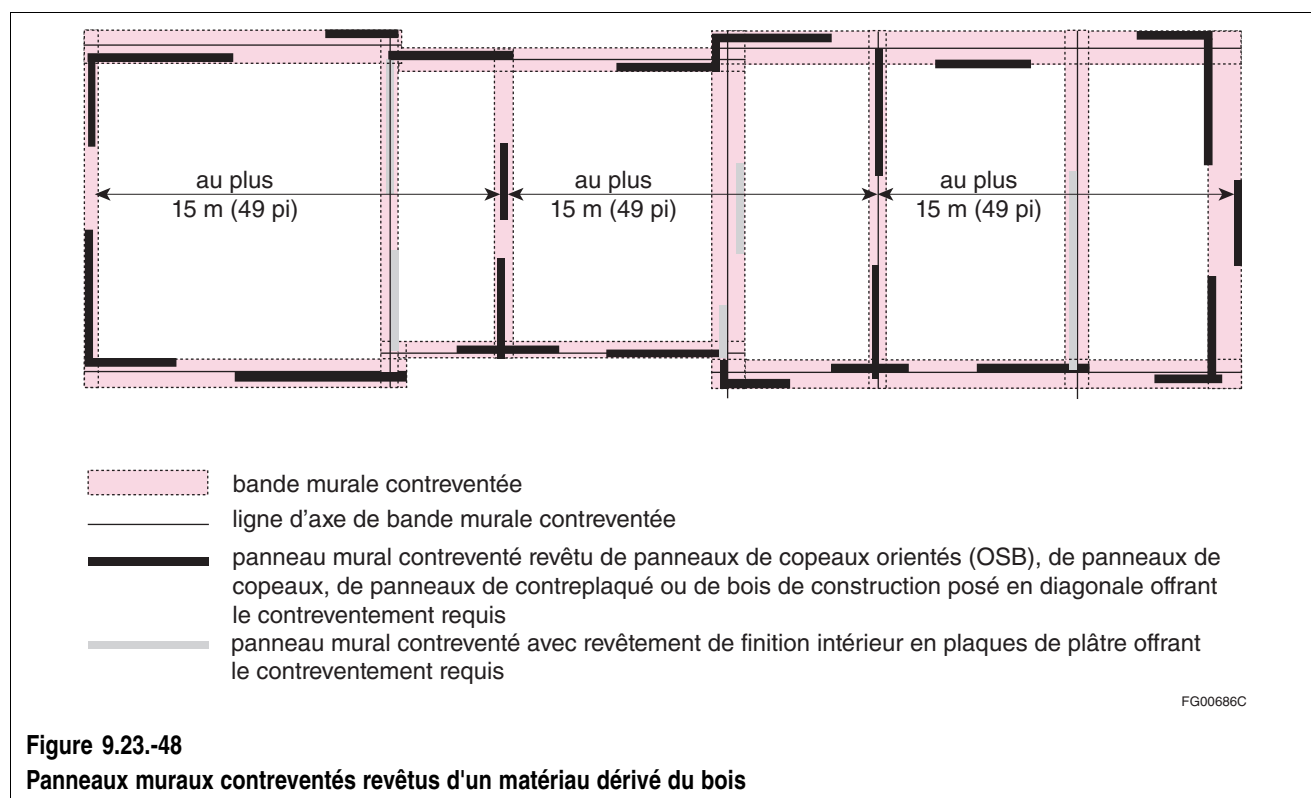 au plus
15 m (49 pi)
au plus
15 m (49 pi)
au plus
15 m (49 pi)
bande murale contreventée
ligne d'axe de bande murale contreventée
panneau mural contreventé revêtu de panneaux de copeaux orientés (OSB), de panneaux de
copeaux, de panneaux de contreplaqué ou de bois de construction posé en diagonale offrant
le contreventement requis
panneau mural contreventé avec revêtement de finition intérieur en plaques de plâtre offrant
le contreventement requis
FG00686C
Figure 9.23.-48
Panneaux muraux contreventés revêtus d'un matériau dérivé du bois